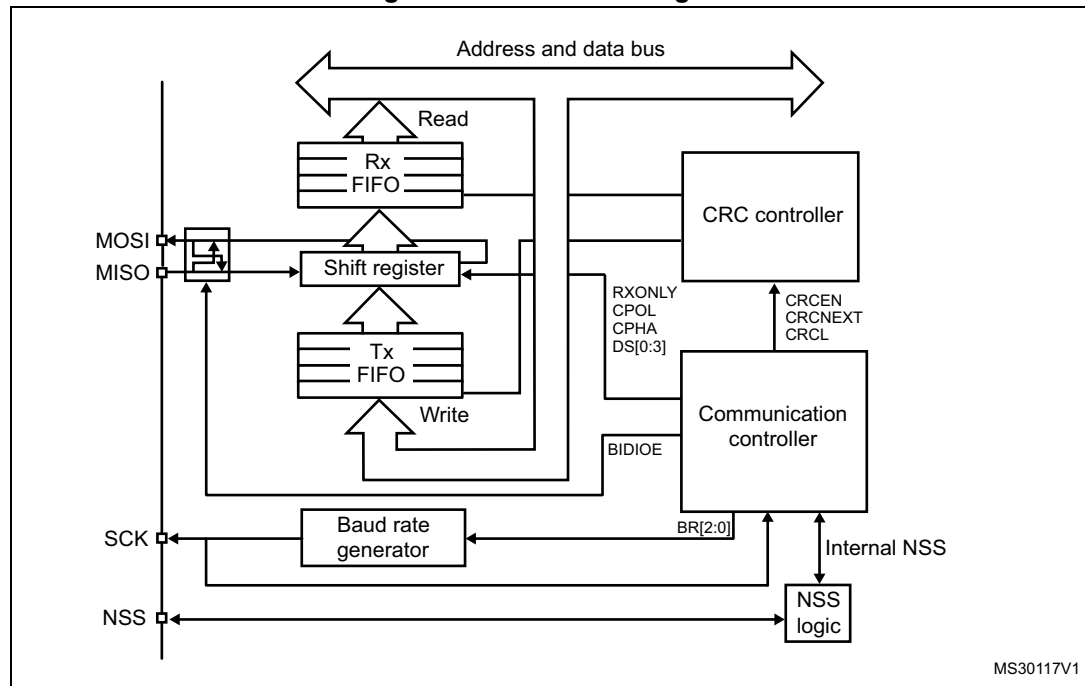 Address and data bus
Read
Rx
FIFO
CRC controller
MOSI
MISO
Shift register
RXONLY
CPOL
CPHA
DS[0:3]
CRCEN
CRCNEXT
CRCL
Tx
FIFO
Write
Communication
controller
BIDIOE
SCK
Baud rate
generator
BR[2:0]
Internal NSS
NSS
NSS
logic
MS30117V1